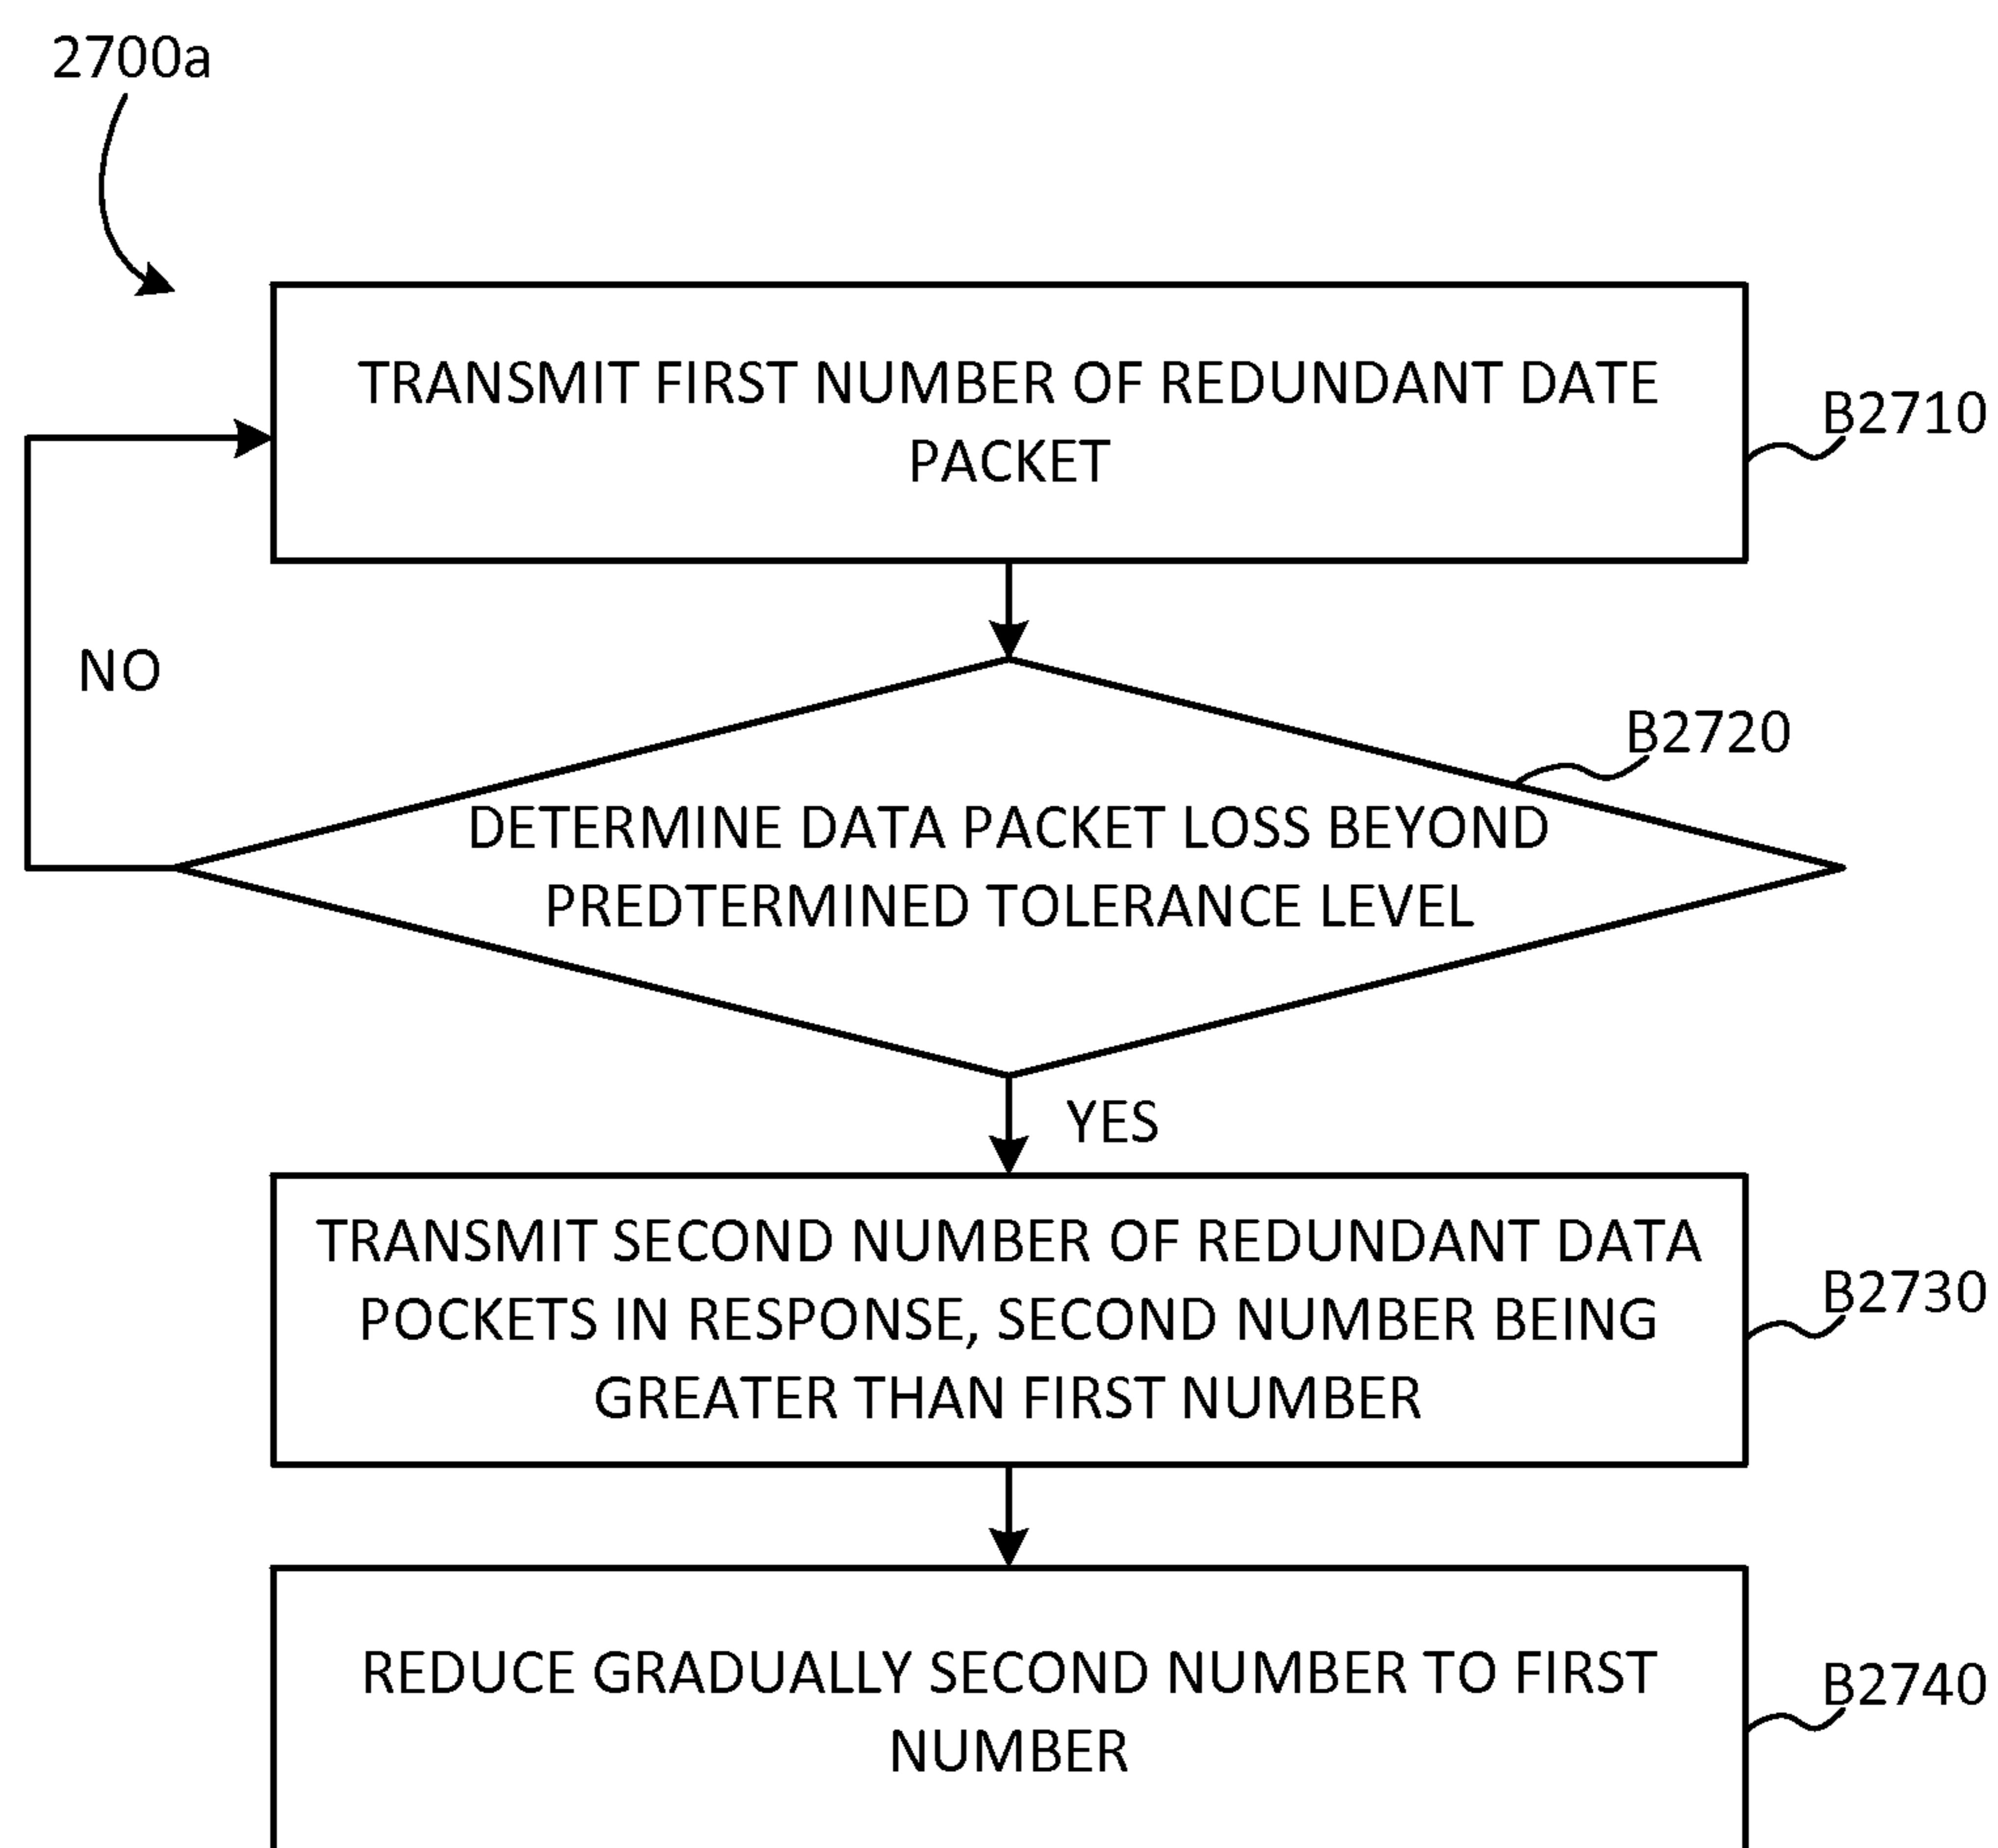 2700a
TRANSMIT FIRST NUMBER OF REDUNDANT DATE
PACKET
B2710
NO
B2720
DETERMINE DATA PACKET LOSS BEYOND
PREDTERMINED TOLERANCE LEVEL
YES
TRANSMIT SECOND NUMBER OF REDUNDANT DATA
POCKETS IN RESPONSE, SECOND NUMBER BEING
GREATER THAN FIRST NUMBER
B2730
REDUCE GRADUALLY SECOND NUMBER TO FIRST
NUMBER
B2740